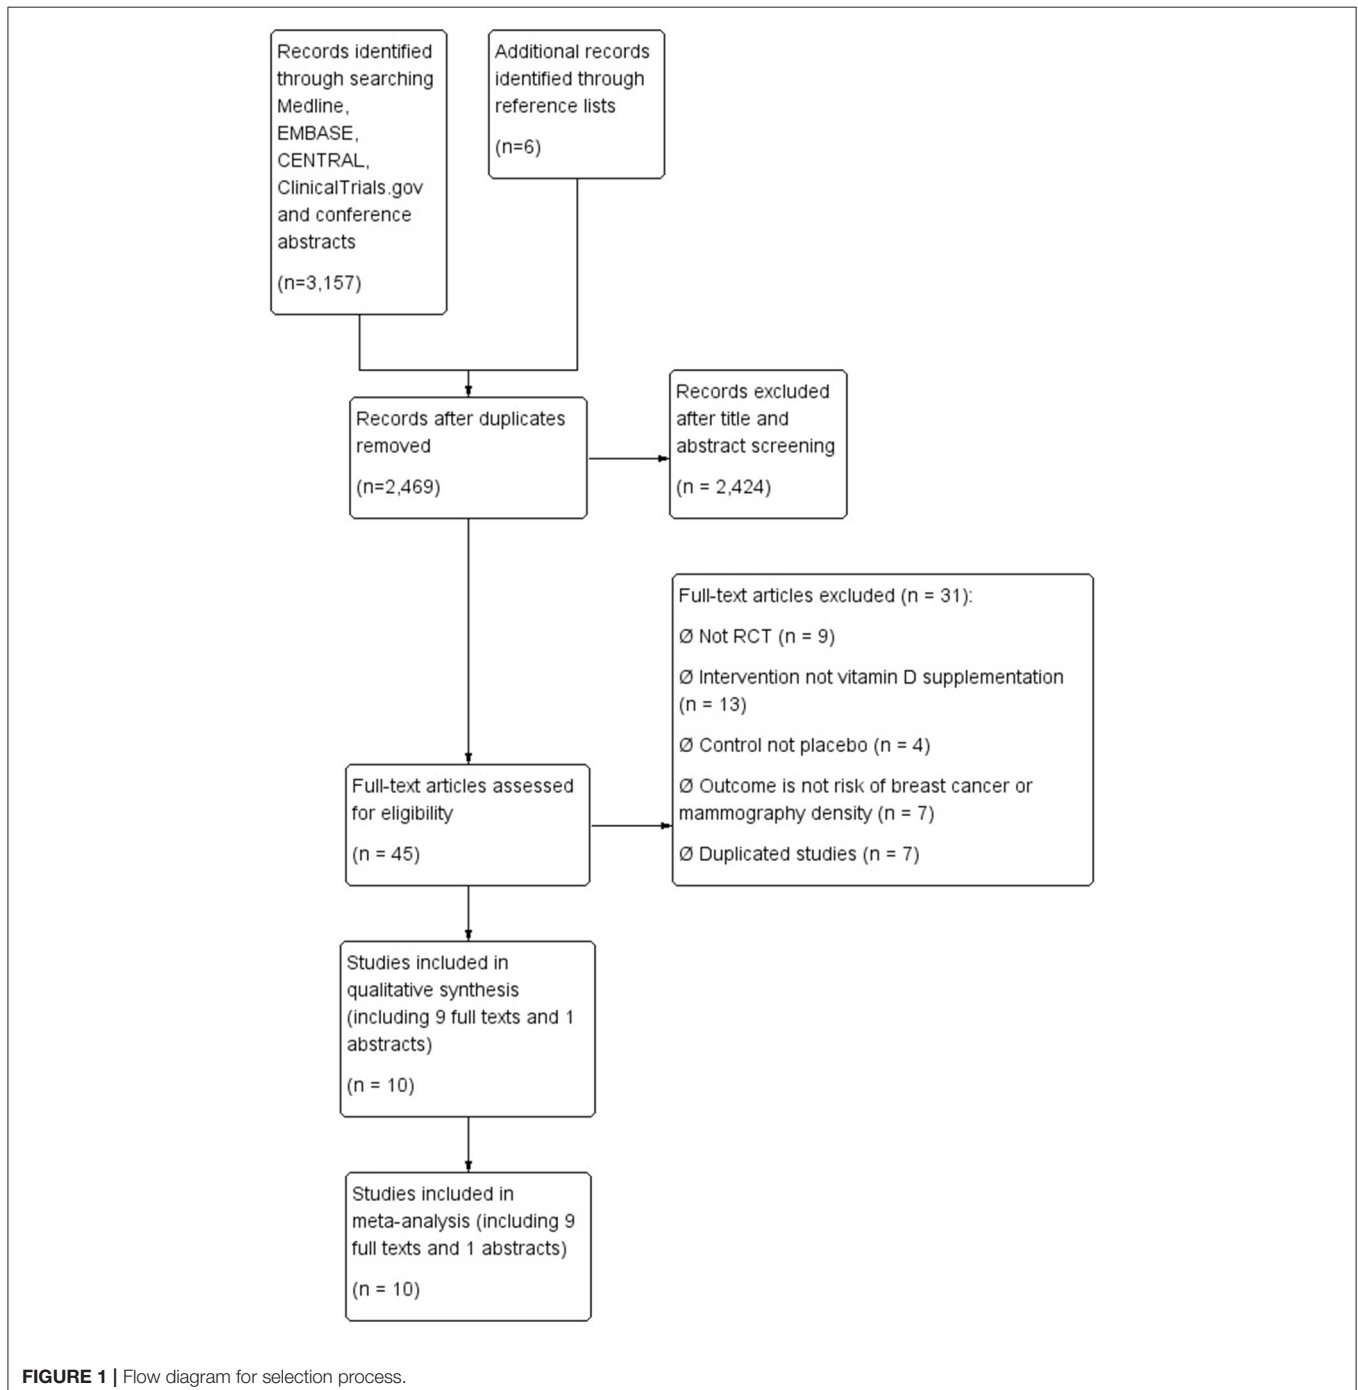 Records identified
through searching
Medline,
EMBASE,
CENTRAL,
ClinicalTrials.gov
and conference
abstracts
(n=3,157)
Additional records
identified through
reference lists
(n=6)
Records after duplicates
removed
(n=2,469)
Records excluded
after title and
abstract screening
(n = 2,424)
Full-text articles excluded (n = 31):
Ø Not RCT (n = 9)
Ø Intervention not vitamin D supplementation
(n = 13)
Ø Control not placebo (n = 4)
Ø Outcome is not risk of breast cancer or
mammography density (n = 7)
Ø Duplicated studies (n = 7)
Full-text articles assessed
for eligibility
(n = 45)
Studies included in
qualitative synthesis
(including 9 full texts and 1
abstracts)
(n = 10)
Studies included in
meta-analysis (including 9
full texts and 1 abstracts)
(n = 10)
FIGURE 1 | Flow diagram for selection process.